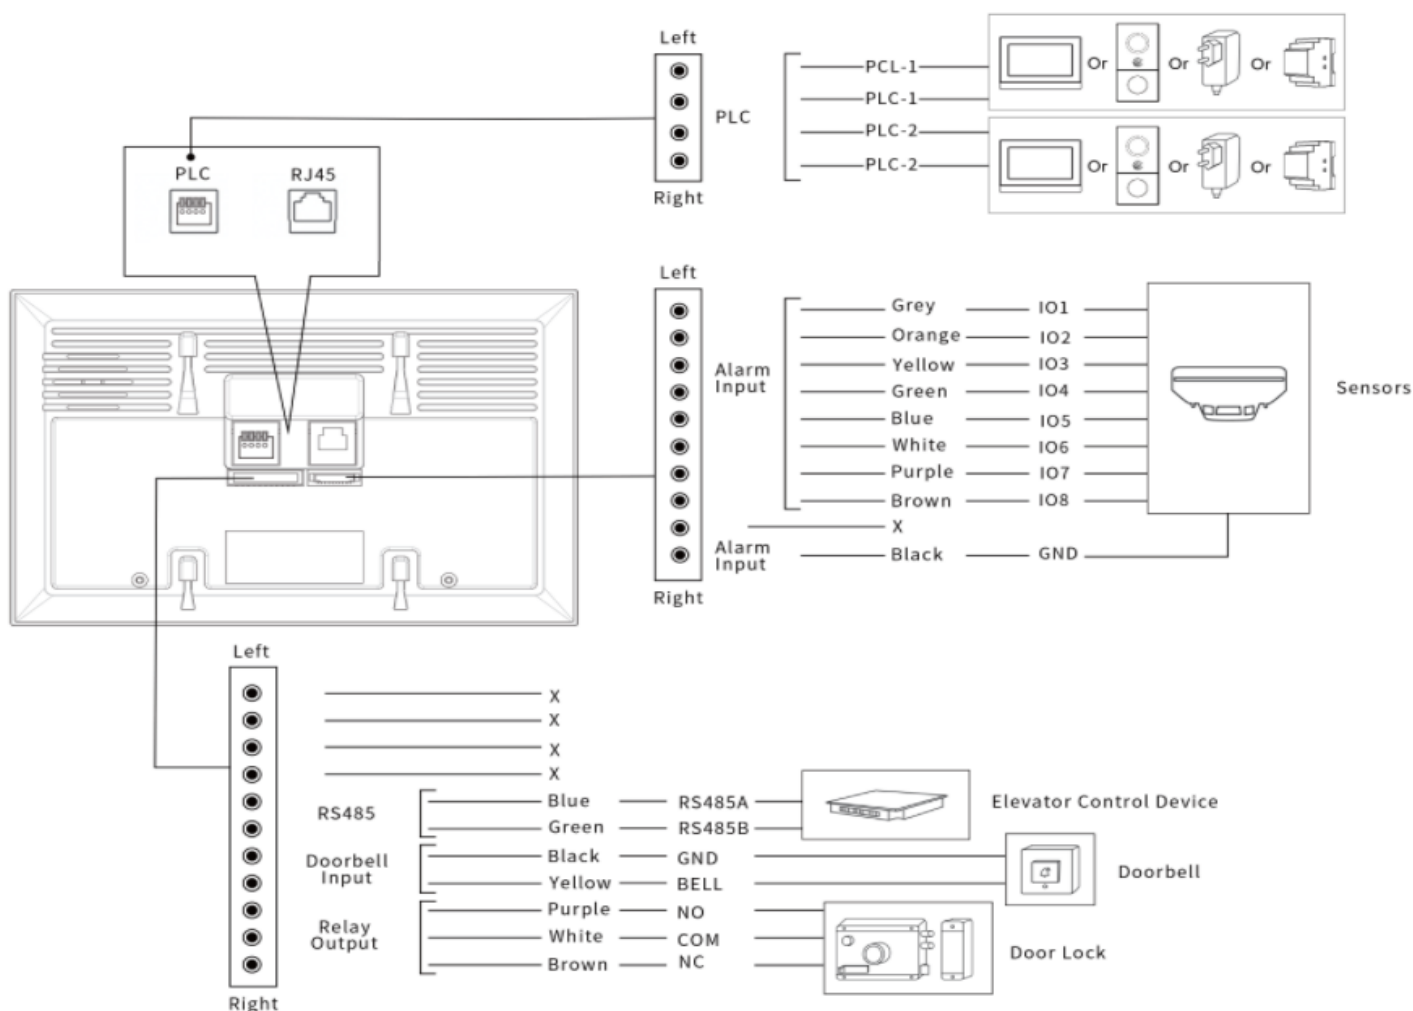 Left
PCL-1
PLC-1
PLC
PLC-2
PLC-2
Right
Or Or Or
Or Or Or
PLC RJ45
Left
Alarm
Input
Grey IO1
Orange IO2
Yellow IO3
Green IO4
Blue IO5
White IO6
Purple IO7
Brown IO8
X
Alarm
Input
Black GND
Right
Sensors
Left
X
X
X
X
RS485
Blue RS485A
Green RS485B
Elevator Control Device
Doorbell
Input
Black GND
Yellow BELL
Doorbell
Relay
Output
Purple NO
White COM
Brown NC
Door Lock
Right